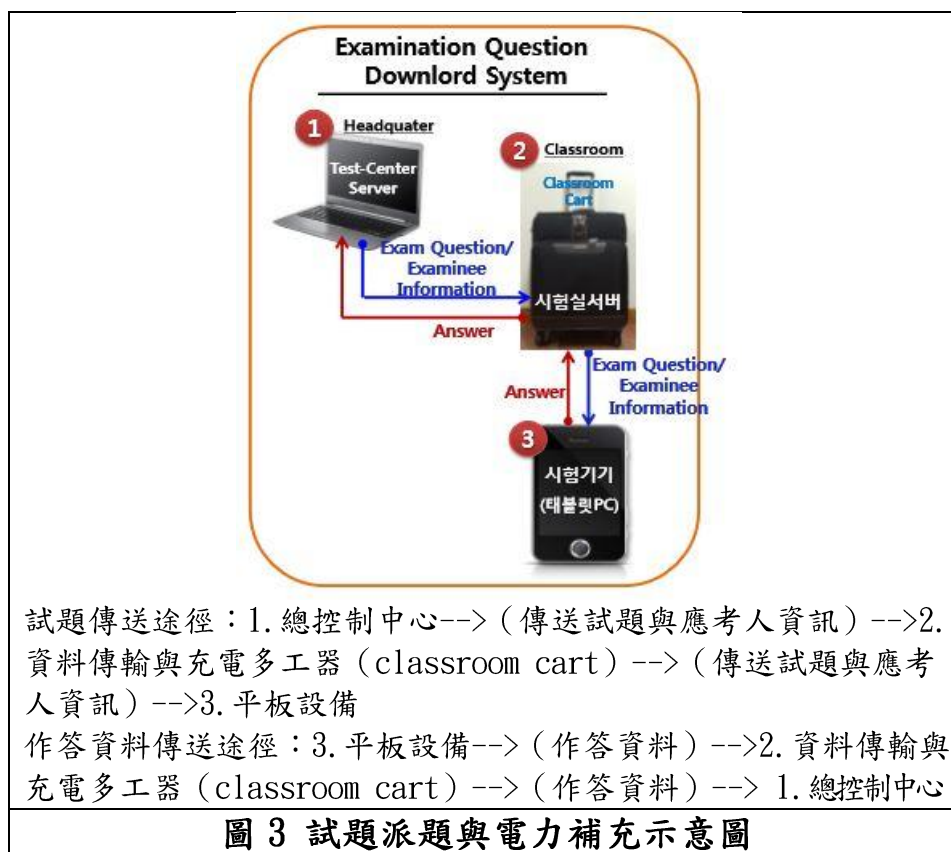 Examination Question
Downlord System
1
Headquater
Test-Center
Server
2
Classroom
Classroom
Cart
시험실서버
Exam Question/
Examinee
Information
Answer
Exam Question/
Examinee
Information
Answer
3
시험기기
(태블릿PC)
試題傳送途徑：1.總控制中心-->（傳送試題與應考人資訊）-->2.
資料傳輸與充電多工器（classroom cart）-->（傳送試題與應考
人資訊）-->3.平板設備
作答資料傳送途徑：3.平板設備-->（作答資料）-->2.資料傳輸與
充電多工器（classroom cart）-->（作答資料）--> 1.總控制中心
圖 3 試題派題與電力補充示意圖